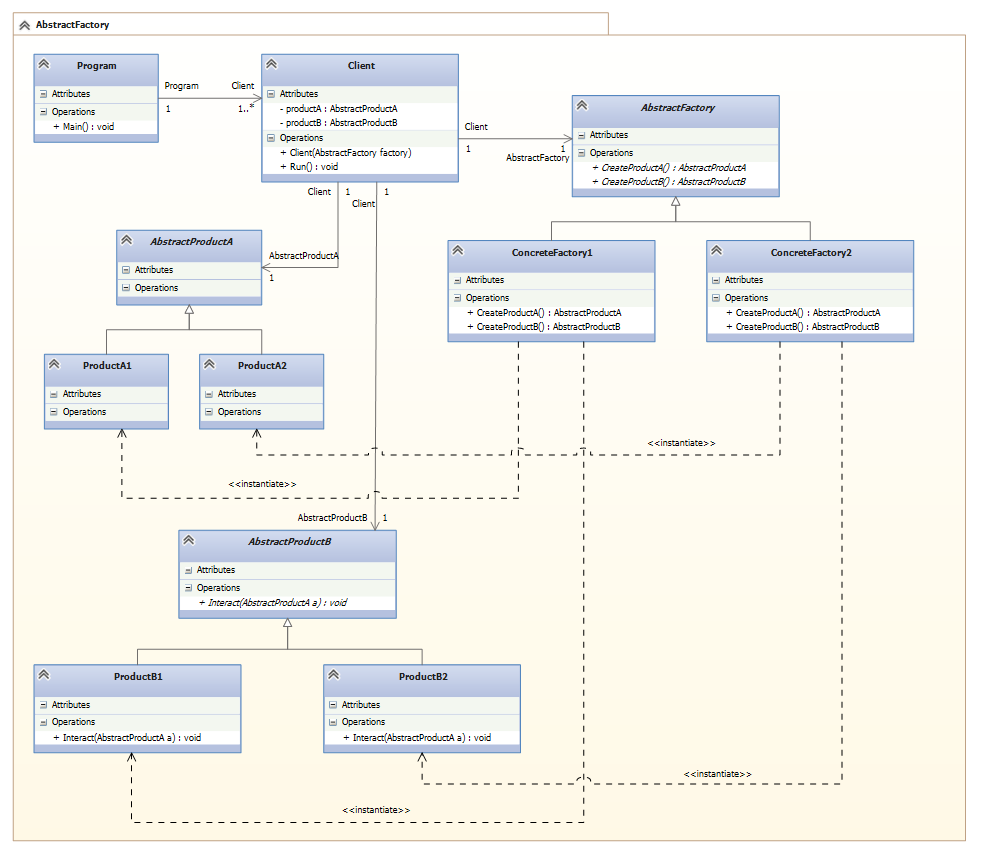 AbstractFactory
Program
Attributes
Operations
+ Main() : void
Program
Client
1
1..*
Client
Attributes
- productA : AbstractProductA
- productB : AbstractProductB
Operations
+ Client(AbstractFactory factory)
+ Run() : void
Client
1
1
AbstractFactory
AbstractFactory
Attributes
Operations
+ CreateProductA() : AbstractProductA
+ CreateProductB() : AbstractProductB
Client
1
1
Client
AbstractProductA
1
AbstractProductA
Attributes
Operations
ConcreteFactory1
Attributes
Operations
+ CreateProductA() : AbstractProductA
+ CreateProductB() : AbstractProductB
ConcreteFactory2
Attributes
Operations
+ CreateProductA() : AbstractProductA
+ CreateProductB() : AbstractProductB
ProductA1
Attributes
Operations
ProductA2
Attributes
Operations
<<instantiate>>
<<instantiate>>
AbstractProductB
1
AbstractProductB
Attributes
Operations
+ Interact(AbstractProductA a) : void
ProductB1
Attributes
Operations
+ Interact(AbstractProductA a) : void
ProductB2
Attributes
Operations
+ Interact(AbstractProductA a) : void
<<instantiate>>
<<instantiate>>